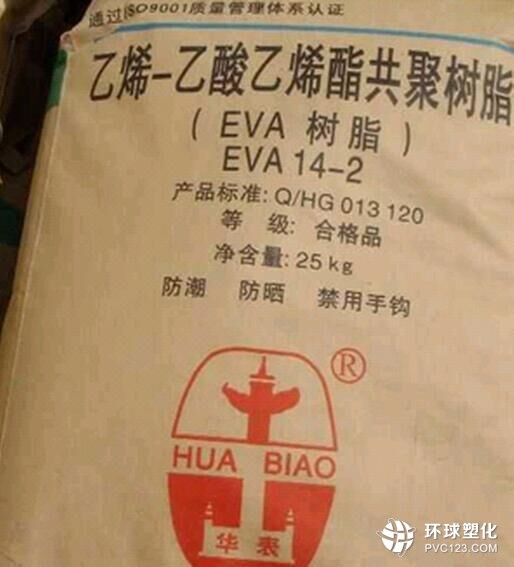 通过ISO9001质量管理体系认证
乙烯-乙酸乙烯酯共聚树脂
(EVA 树脂)
EVA 14-2
产品标准: Q/HG 013 120
等 级: 合格品
净含量: 25 kg
防潮 防晒 禁用手钩
®
HUA BIAO
华表
环球塑化
PVC123.com